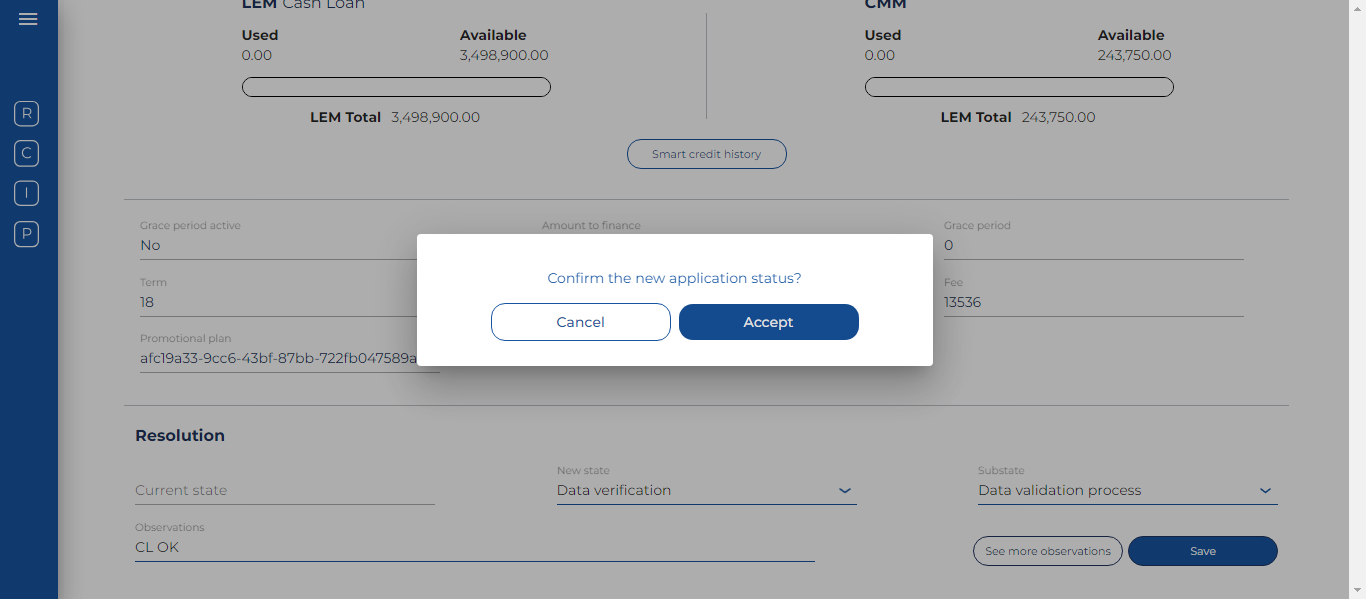 LEM Cash Loan
CMM
Used Available
0.00 3,498,900.00
Used Available
0.00 243,750.00
LEM Total 3,498,900.00
LEM Total 243,750.00
Smart credit history
R
C
I
P
Grace period active
No
Amount to finance
Grace period
0
Confirm the new application status?
Cancel Accept
Term
18
Fee
13536
Promotional plan
afc19a33-9cc6-43bf-87bb-722fb047589a
Resolution
Current state
New state
Data verification
Substate
Data validation process
Observations
CL OK
See more observations
Save